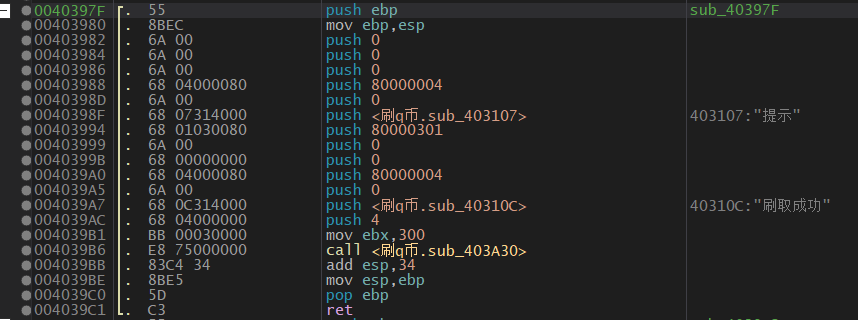 0040397F . 55 push ebp sub_40397F
00403980 . 8BEC mov ebp,esp
00403982 . 6A 00 push 0
00403984 . 6A 00 push 0
00403986 . 6A 00 push 0
00403988 . 68 04000080 push 80000004
0040398D . 6A 00 push 0
0040398F . 68 07314000 push <刷q币.sub_403107> 403107:"提示"
00403994 . 68 01030080 push 80000301
00403999 . 6A 00 push 0
0040399B . 68 00000000 push 0
004039A0 . 68 04000080 push 80000004
004039A5 . 6A 00 push 0
004039A7 . 68 0C314000 push <刷q币.sub_40310C> 40310C:"刷取成功"
004039AC . 68 04000000 push 4
004039B1 . BB 00030000 mov ebx,300
004039B6 . E8 75000000 call <刷q币.sub_403A30>
004039BB . 83C4 34 add esp,34
004039BE . 8BE5 mov esp,ebp
004039C0 . 5D pop ebp
004039C1 . C3 ret